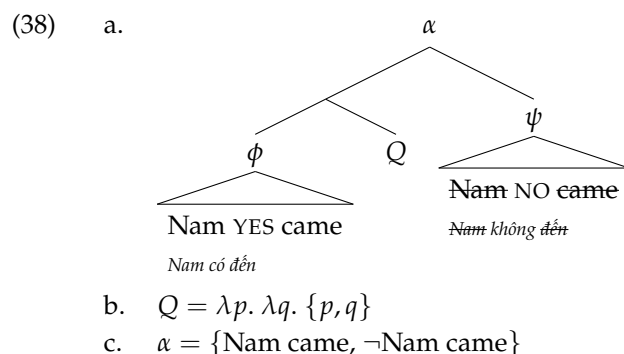 (38) a. α
ψ
ϕ Q
Nam NO came
Nam YES came
Nam không đến
Nam có đến
b. Q = λp. λq. {p, q}
c. α = {Nam came, ¬Nam came}